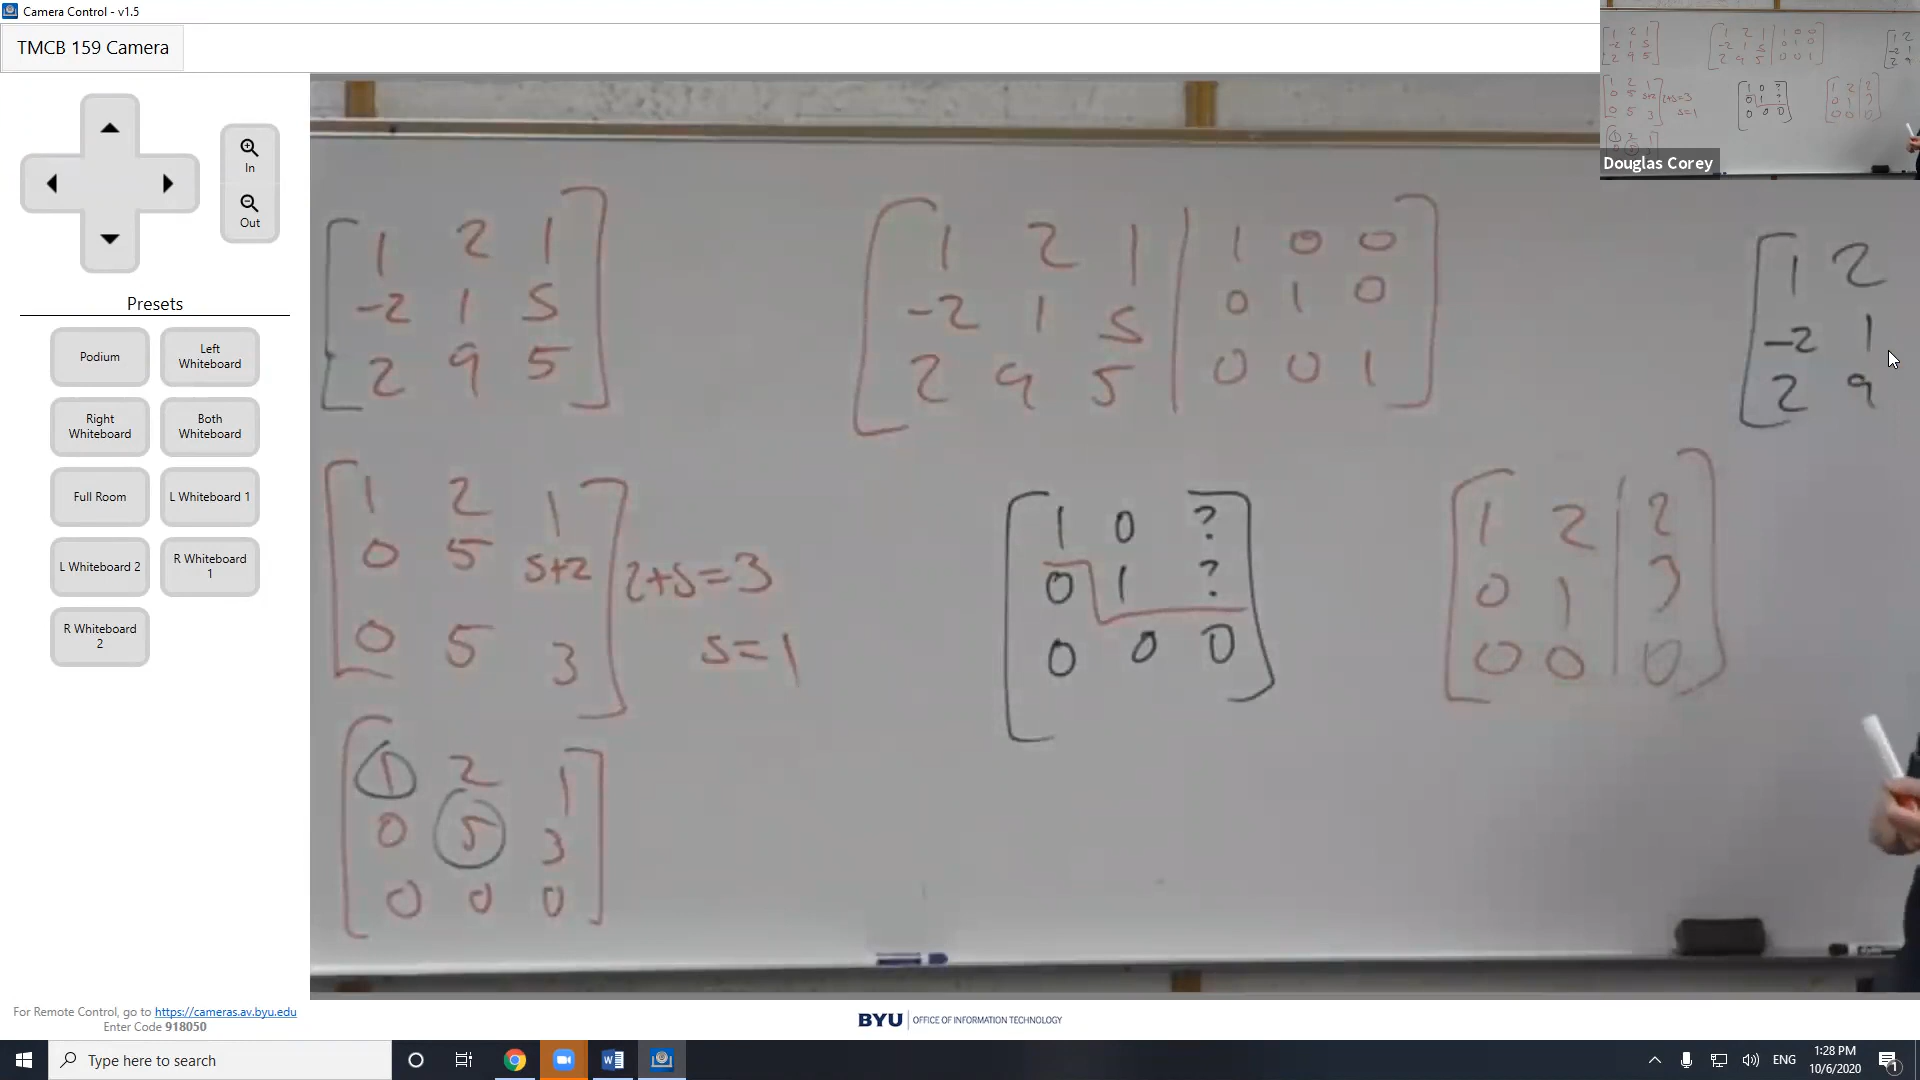 Camera Control - v1.5
TMCB 159 Camera
Douglas Corey
In
Out
Presets
Podium
Left Whiteboard
Right Whiteboard
Both Whiteboard
Full Room
L Whiteboard 1
L Whiteboard 2
R Whiteboard 1
R Whiteboard 2
1 2 1
-2 1 s
2 9 5
1 2 1 | 1 0 0
-2 1 s | 0 1 0
2 9 5 | 0 0 1
1 2
-2 1
2 9
1 2 1
0 5 s+2
0 5 3
2+s=3
s=1
1 0 ?
0 1 ?
0 0 0
1 2 | 2
0 1 | 3
0 0 | 0
1 2 1
0 5 3
0 0 0
For Remote Control, go to https://cameras.av.byu.edu
Enter Code 918050
BYU | OFFICE OF INFORMATION TECHNOLOGY
Type here to search
ENG
1:28 PM
10/6/2020
1